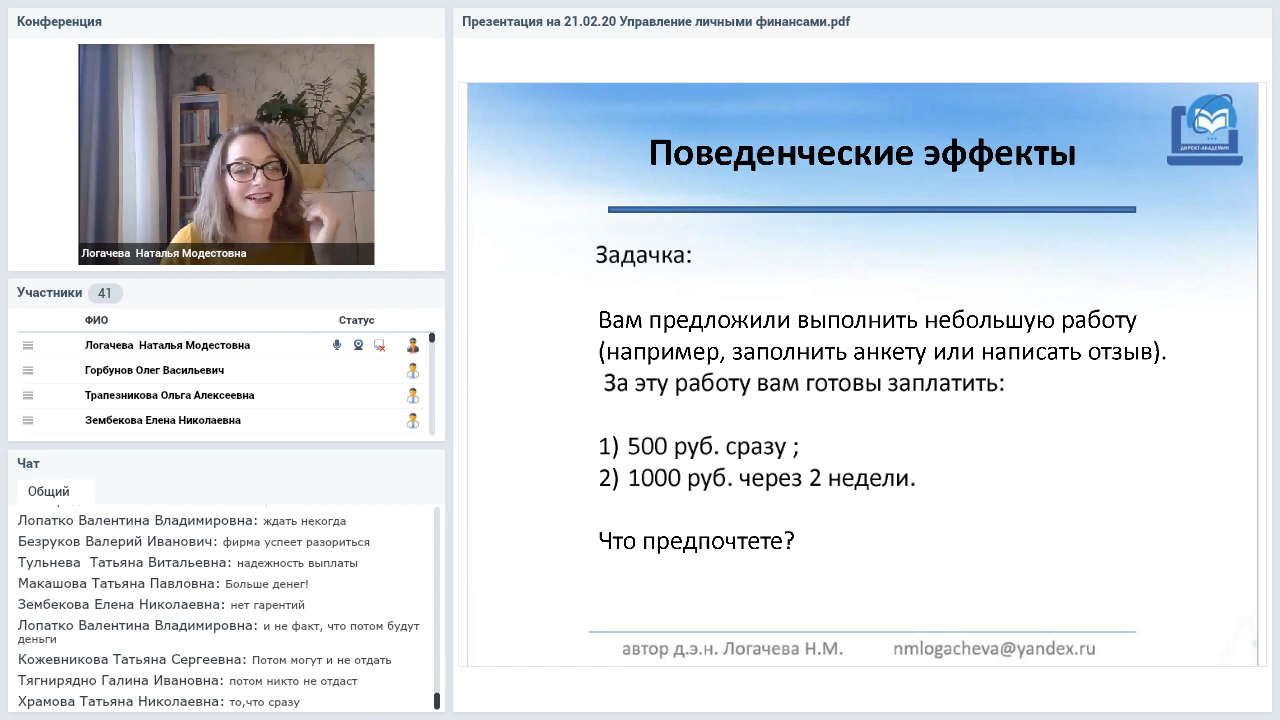 Конференция
Логачева  Наталья Модестовна
Участники 41
ФИО Статус
Логачева  Наталья Модестовна
Горбунов Олег Васильевич
Трапезникова Ольга Алексеевна
Зембекова Елена Николаевна
Чат
Общий
Лопатко Валентина Владимировна: ждать некогда
Безруков Валерий Иванович: фирма успеет разориться
Тульнева  Татьяна Витальевна: надежность выплаты
Макашова Татьяна Павловна: Больше денег!
Зембекова Елена Николаевна: нет гарентий
Лопатко Валентина Владимировна: и не факт, что потом будут
деньги
Кожевникова Татьяна Сергеевна: Потом могут и не отдать
Тягнирядно Галина Ивановна: потом никто не отдаст
Храмова Татьяна Николаевна: то,что сразу
Презентация на 21.02.20 Управление личными финансами.pdf
ДИРЕКТ-АКАДЕМИЯ
Поведенческие эффекты
Задачка:
Вам предложили выполнить небольшую работу
(например, заполнить анкету или написать отзыв).
За эту работу вам готовы заплатить:
1) 500 руб. сразу ;
2) 1000 руб. через 2 недели.
Что предпочтете?
автор д.э.н. Логачева Н.М. nmlogacheva@yandex.ru